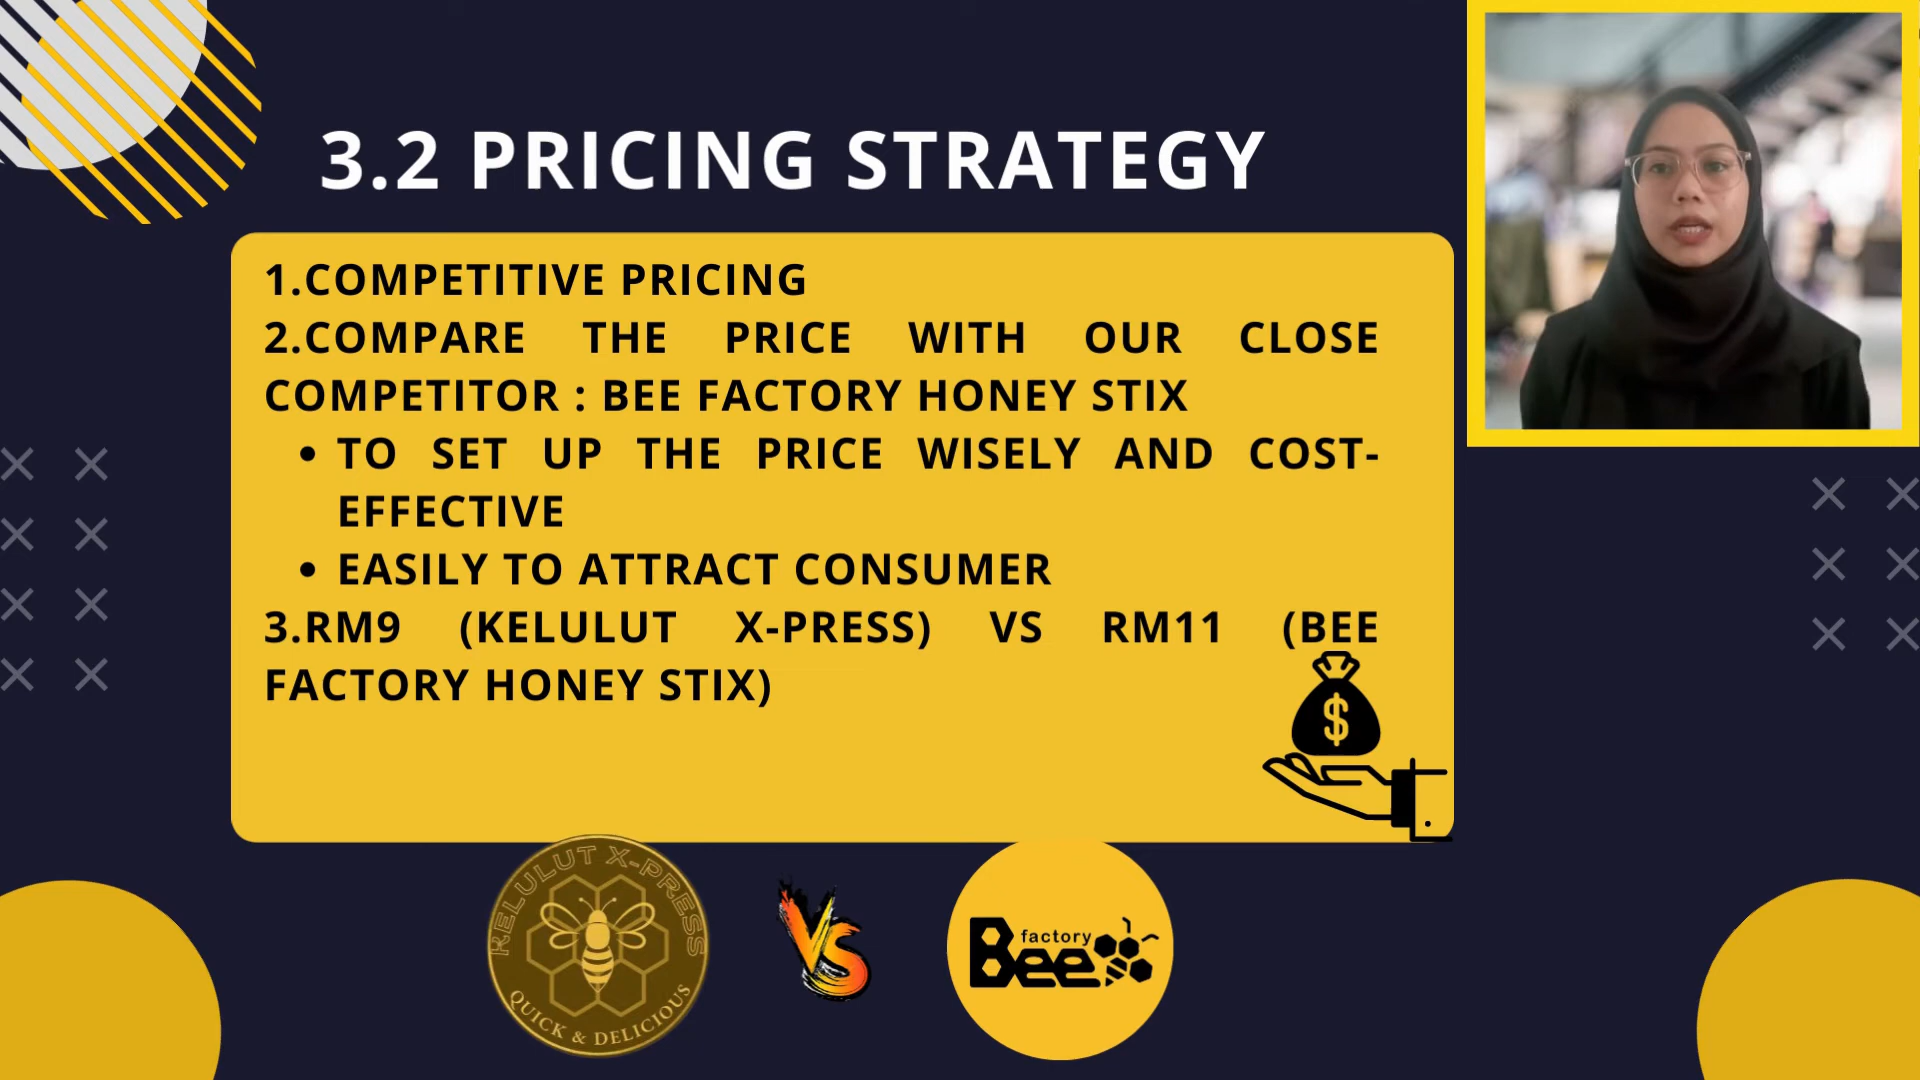 3.2 PRICING STRATEGY
1.COMPETITIVE PRICING
2.COMPARE THE PRICE WITH OUR CLOSE
COMPETITOR : BEE FACTORY HONEY STIX
• TO SET UP THE PRICE WISELY AND COST-
EFFECTIVE
• EASILY TO ATTRACT CONSUMER
3.RM9 (KELULUT X-PRESS) VS RM11 (BEE
FACTORY HONEY STIX)
$
KELULUT X-PRESS
QUICK & DELICIOUS
VS
factory
Bee